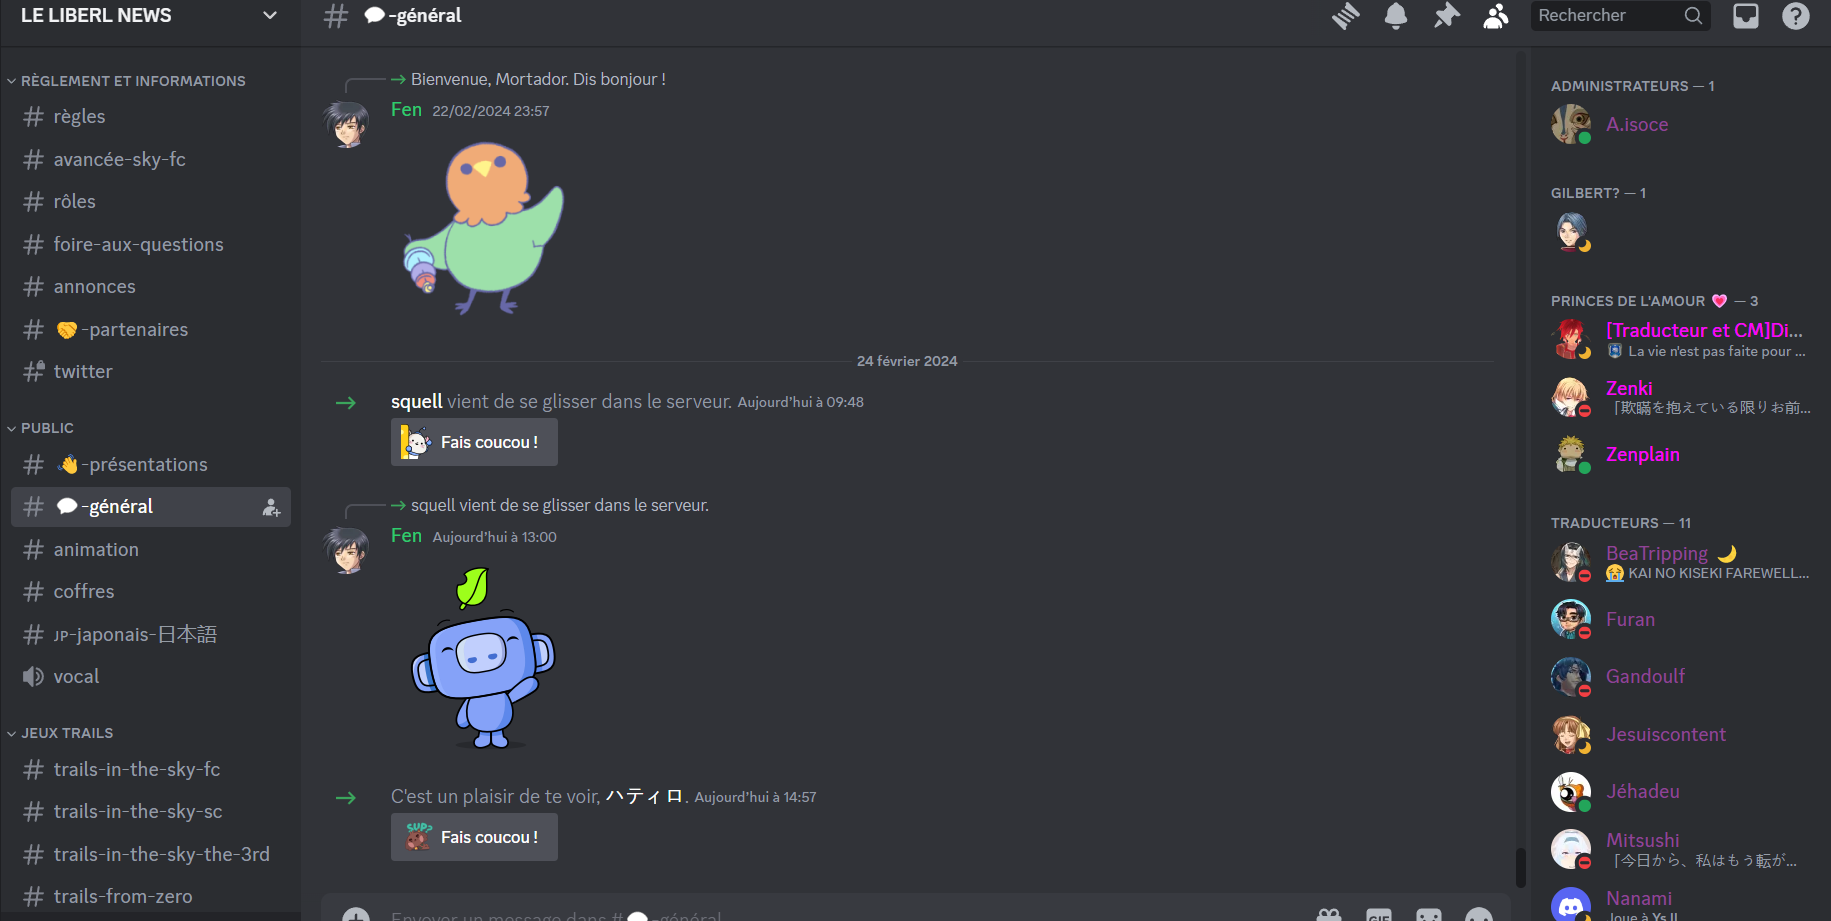 LE LIBERL NEWS
RÈGLEMENT ET INFORMATIONS
règles
avancée-sky-fc
rôles
foire-aux-questions
annonces
🤝-partenaires
twitter
PUBLIC
👋-présentations
💬-général
animation
coffres
JP-japonais-日本語
vocal
JEUX TRAILS
trails-in-the-sky-fc
trails-in-the-sky-sc
trails-in-the-sky-the-3rd
trails-from-zero
💬-général
Rechercher
Bienvenue, Mortador. Dis bonjour !
Fen 22/02/2024 23:57
24 février 2024
squell vient de se glisser dans le serveur. Aujourd’hui à 09:48
Fais coucou !
squell vient de se glisser dans le serveur.
Fen Aujourd’hui à 13:00
C'est un plaisir de te voir, ハティロ. Aujourd’hui à 14:57
SUP?
Fais coucou !
Envoyer un message dans #💬-général
GIF
ADMINISTRATEURS — 1
A.isoce
GILBERT? — 1
PRINCES DE L'AMOUR 💗 — 3
[Traducteur et CM]Di...
La vie n'est pas faite pour ...
Zenki
「欺瞞を抱えている限りお前...
Zenplain
TRADUCTEURS — 11
BeaTripping 🌙
😭 KAI NO KISEKI FAREWELL...
Furan
Gandoulf
Jesuiscontent
Jéhadeu
Mitsushi
「今日から、私はもう転が...
Nanami
Joue à Ys II